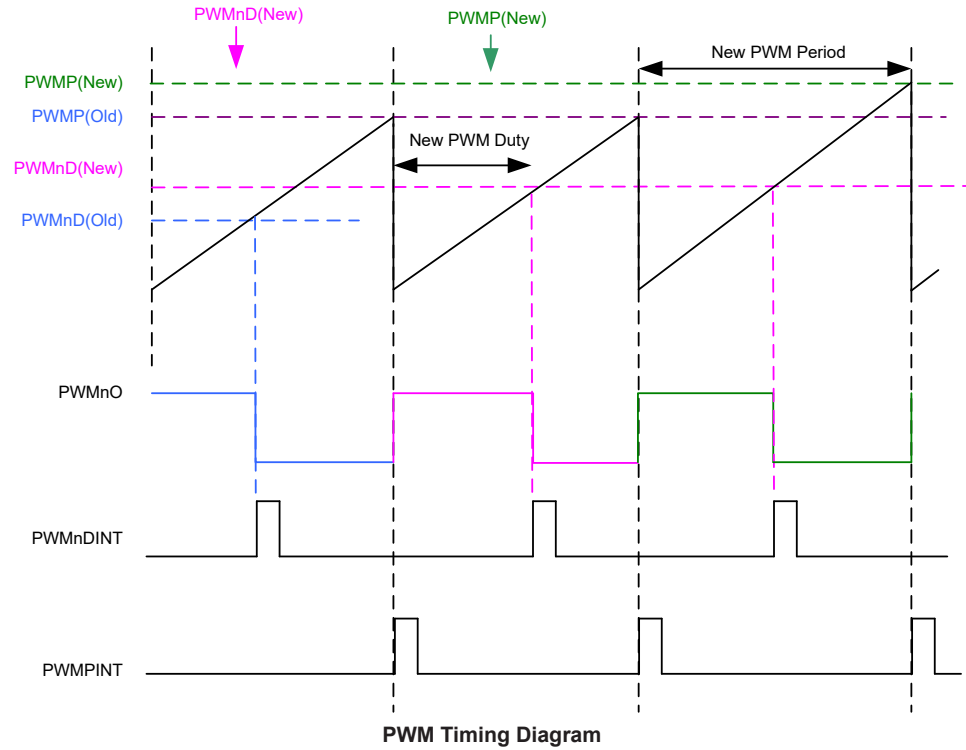 PWMnD(New)
PWMP(New)
New PWM Period
PWMP(New)
PWMP(Old)
New PWM Duty
PWMnD(New)
PWMnD(Old)
PWMnO
PWMnDINT
PWMPINT
PWM Timing Diagram